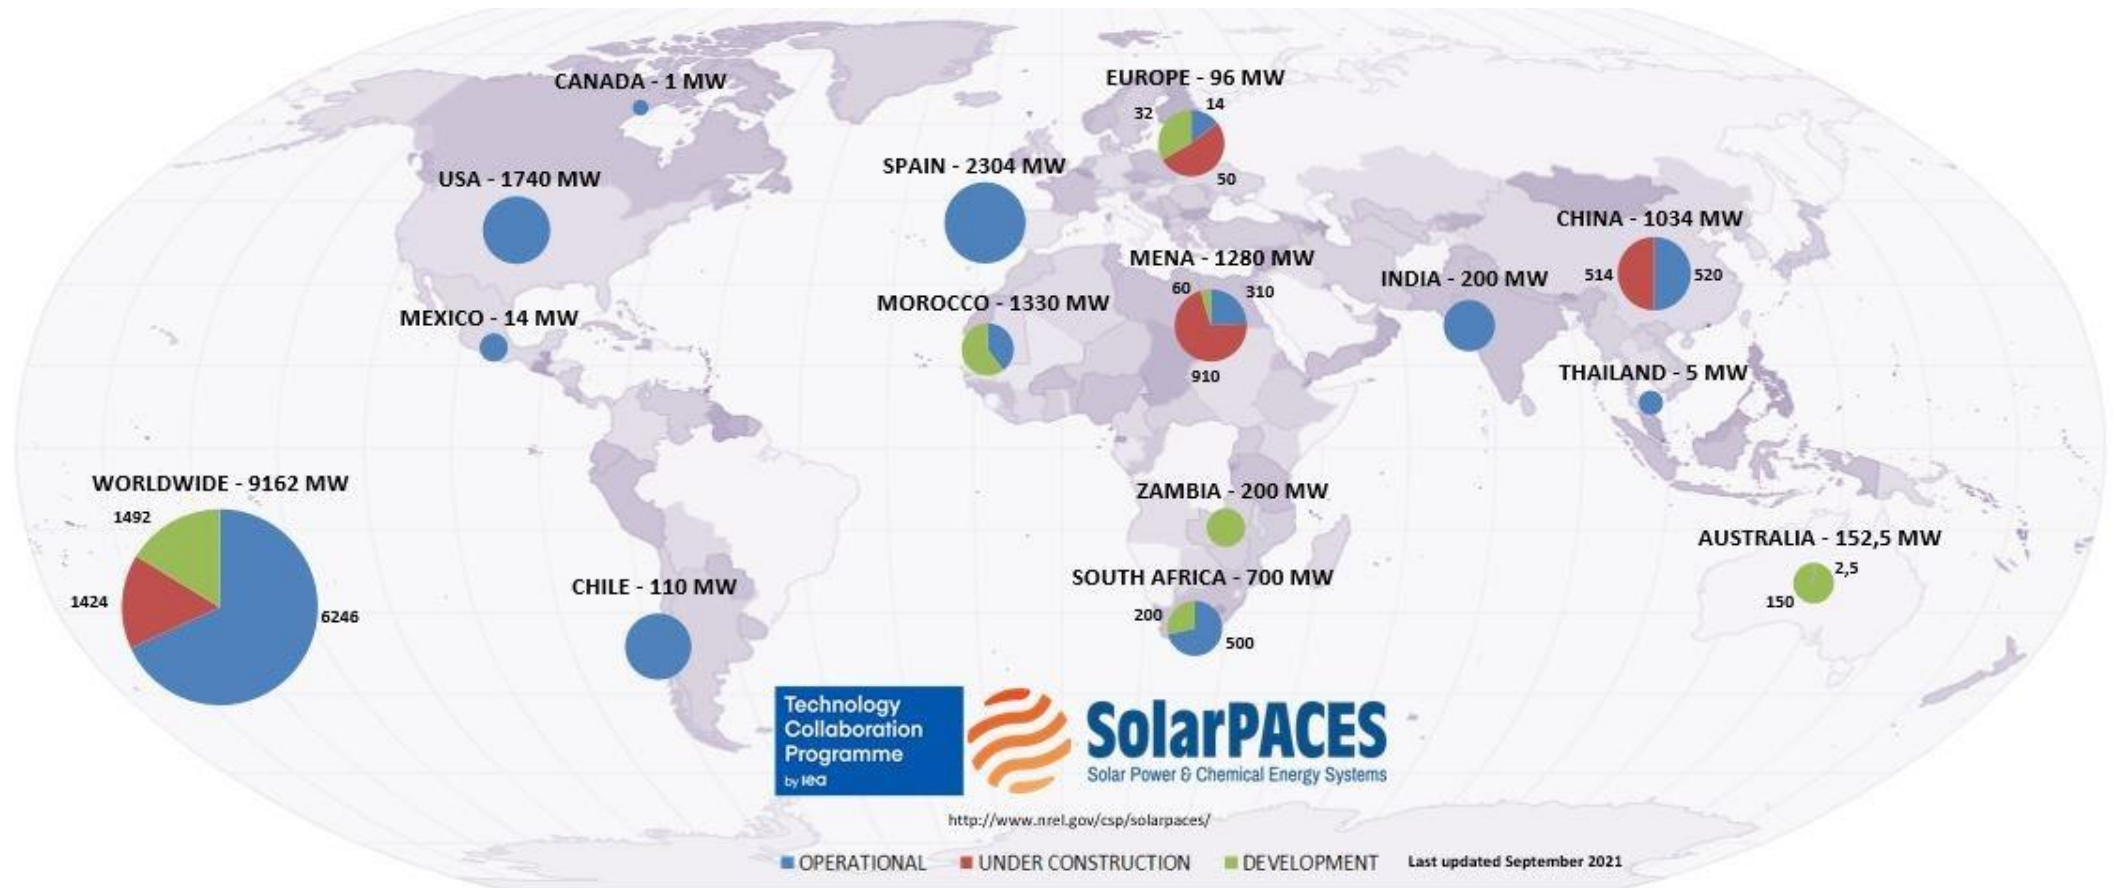 CANADA - 1 MW
EUROPE - 96 MW
32
14
50
SPAIN - 2304 MW
USA - 1740 MW
CHINA - 1034 MW
514
520
MENA - 1280 MW
60
310
910
INDIA - 200 MW
MOROCCO - 1330 MW
MEXICO - 14 MW
THAILAND - 5 MW
WORLDWIDE - 9162 MW
1492
1424
6246
ZAMBIA - 200 MW
AUSTRALIA - 152,5 MW
2,5
150
CHILE - 110 MW
SOUTH AFRICA - 700 MW
200
500
Technology
Collaboration
Programme
by iea
SolarPACES
Solar Power & Chemical Energy Systems
http://www.nrel.gov/csp/solarpaces/
OPERATIONAL UNDER CONSTRUCTION DEVELOPMENT Last updated September 2021